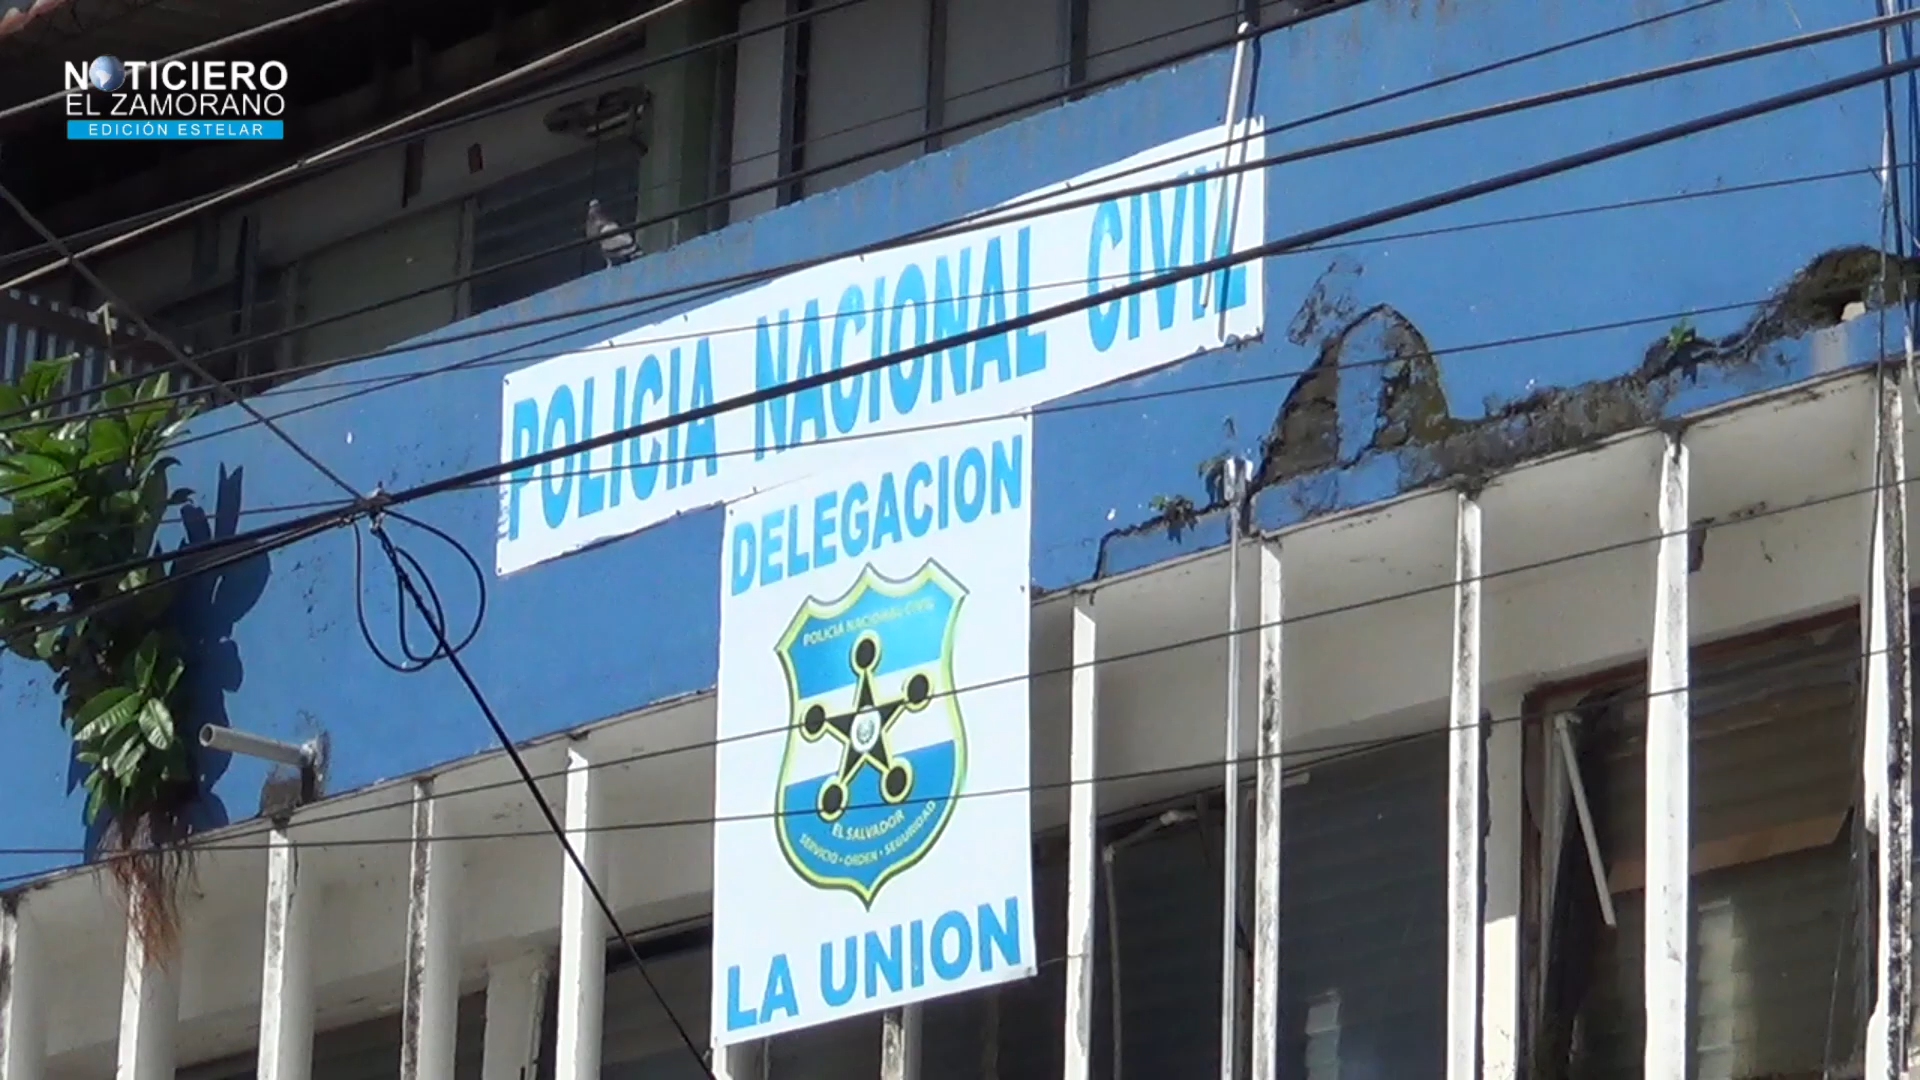 NOTICIERO
EL ZAMORANO
EDICIÓN ESTELAR
POLICIA NACIONAL CIVIL
DELEGACION
POLICIA NACIONAL CIVIL
EL SALVADOR
SERVICIO • ORDEN • SEGURIDAD
LA UNION